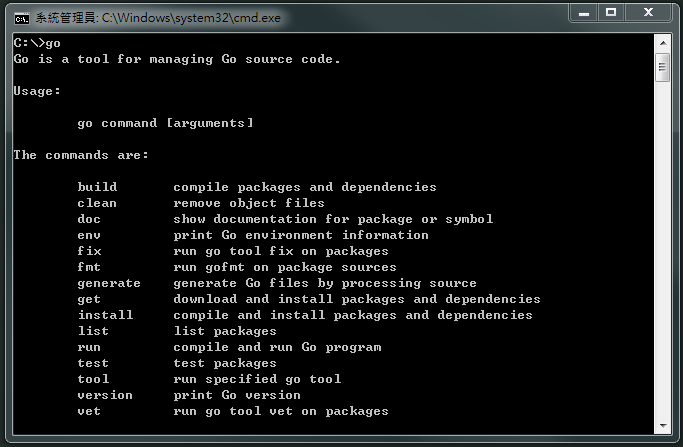 系統管理員: C:\Windows\system32\cmd.exe
C:\>go
Go is a tool for managing Go source code.
Usage:
go command [arguments]
The commands are:
build compile packages and dependencies
clean remove object files
doc show documentation for package or symbol
env print Go environment information
fix run go tool fix on packages
fmt run gofmt on package sources
generate generate Go files by processing source
get download and install packages and dependencies
install compile and install packages and dependencies
list list packages
run compile and run Go program
test test packages
tool run specified go tool
version print Go version
vet run go tool vet on packages